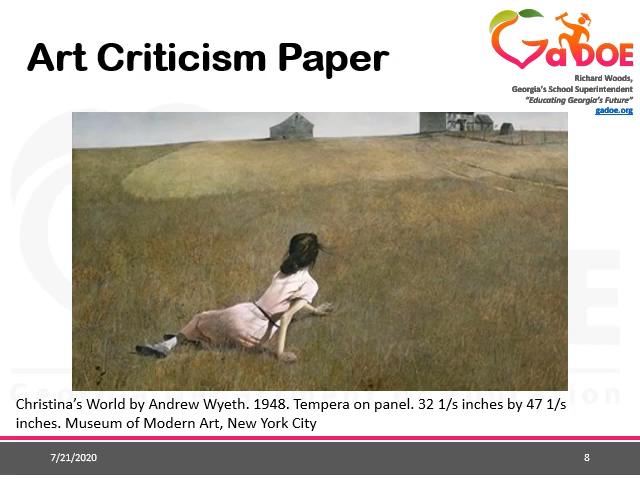 Art Criticism Paper
GaDOE
Richard Woods,
Georgia's School Superintendent
"Educating Georgia's Future"
gadoe.org
Christina's World by Andrew Wyeth. 1948. Tempera on panel. 32 1/s inches by 47 1/s
inches. Museum of Modern Art, New York City
7/21/2020
8